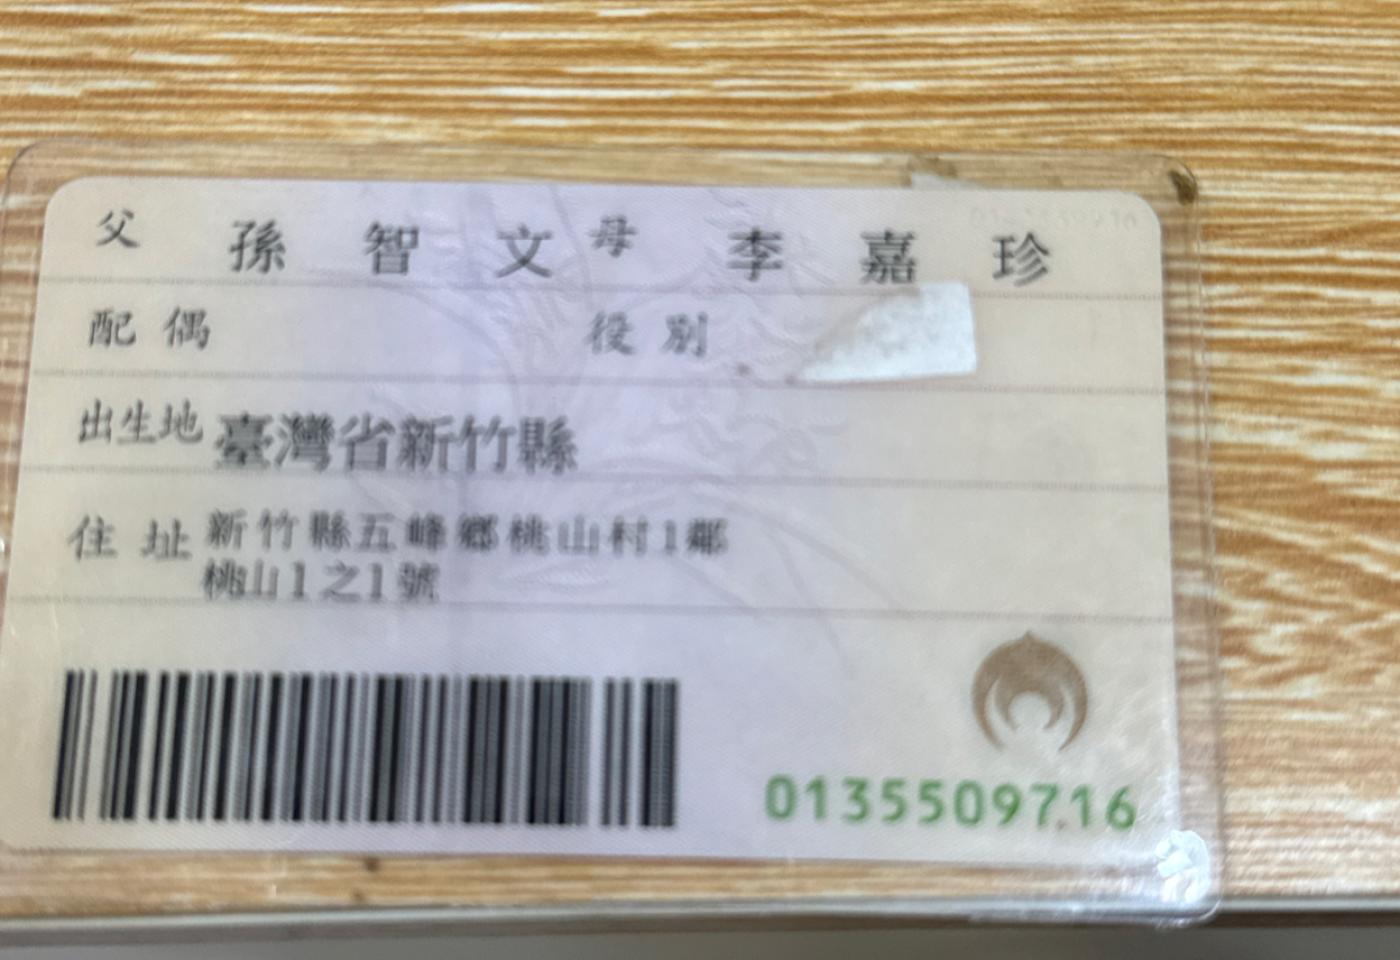 父 孫智文 母 李嘉珍
配偶 役別
出生地 臺灣省新竹縣
住址 新竹縣五峰鄉桃山村1鄰
桃山1之1號
0135509716